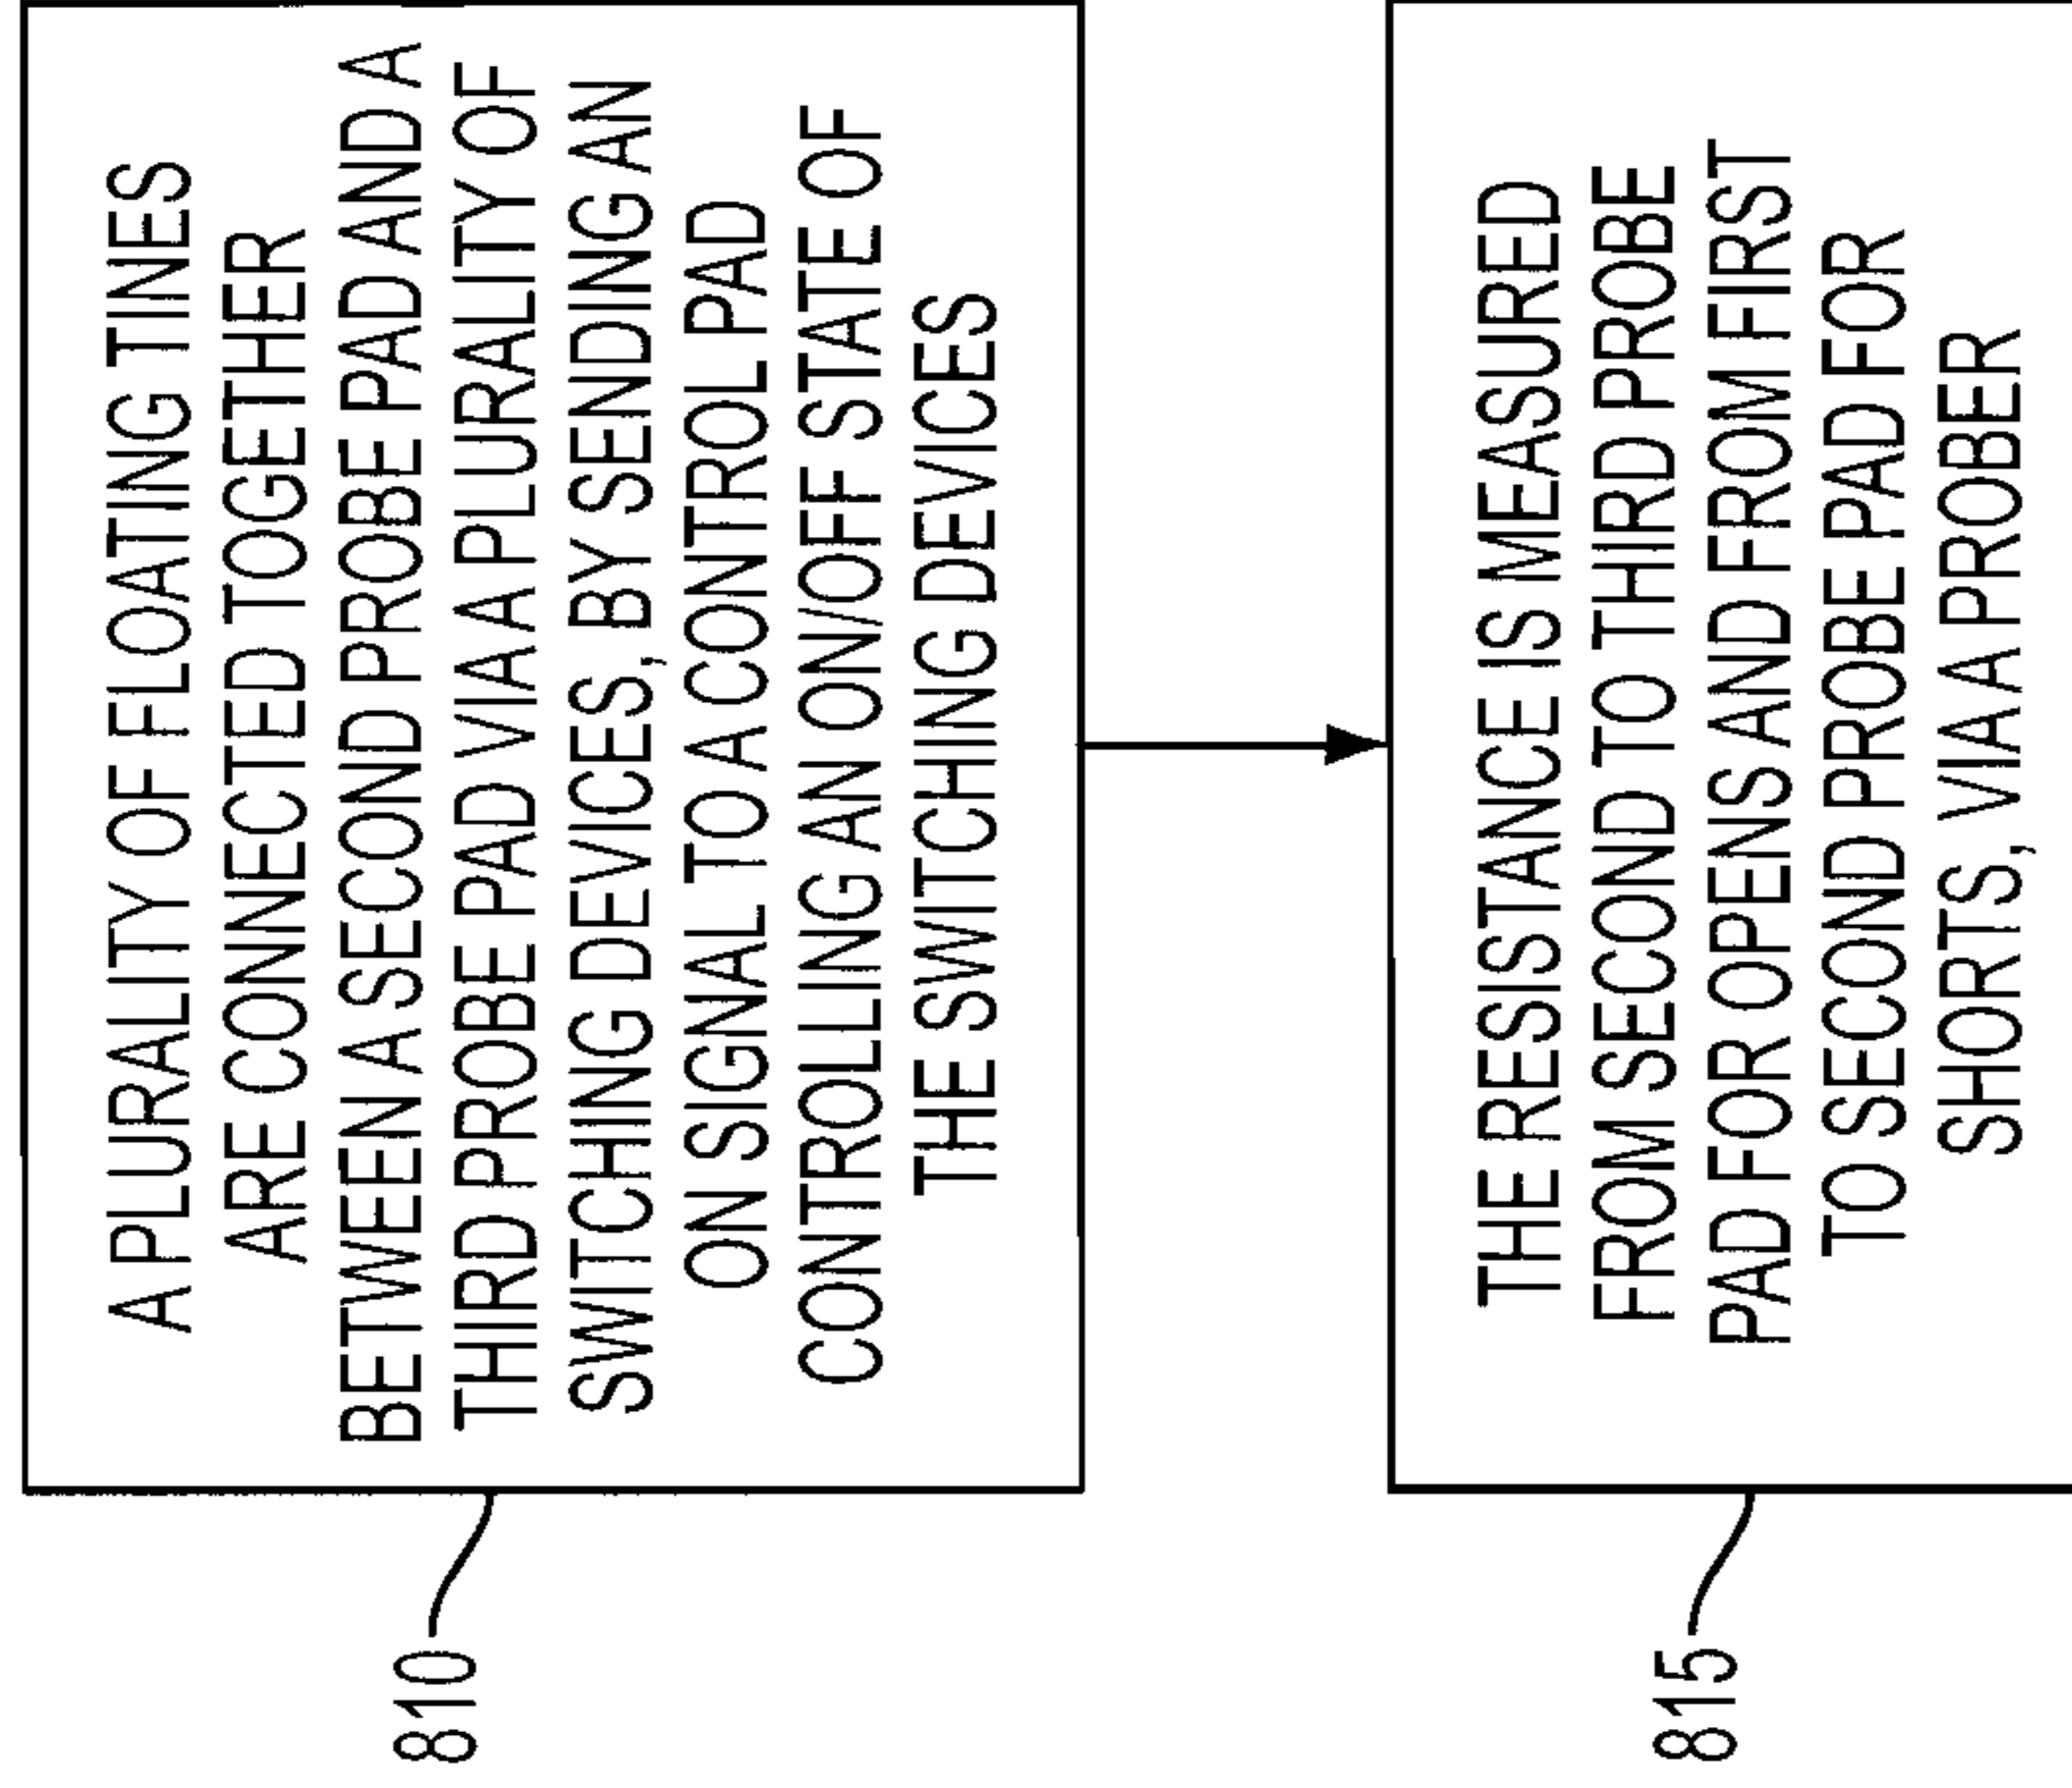 A PLURALITY OF FLOATING TINES
ARE CONNECTED TOGETHER
BETWEEN A SECOND PROBE PAD AND A
THIRD PROBE PAD VIA A PLURALITY OF
SWITCHING DEVICES, BY SENDING AN
ON SIGNAL TO A CONTROL PAD
CONTROLLING AN ON/OFF STATE OF
THE SWITCHING DEVICES
810
THE RESISTANCE IS MEASURED
FROM SECOND TO THIRD PROBE
PAD FOR OPENS AND FROM FIRST
TO SECOND PROBE PAD FOR
SHORTS, VIA A PROBER
815